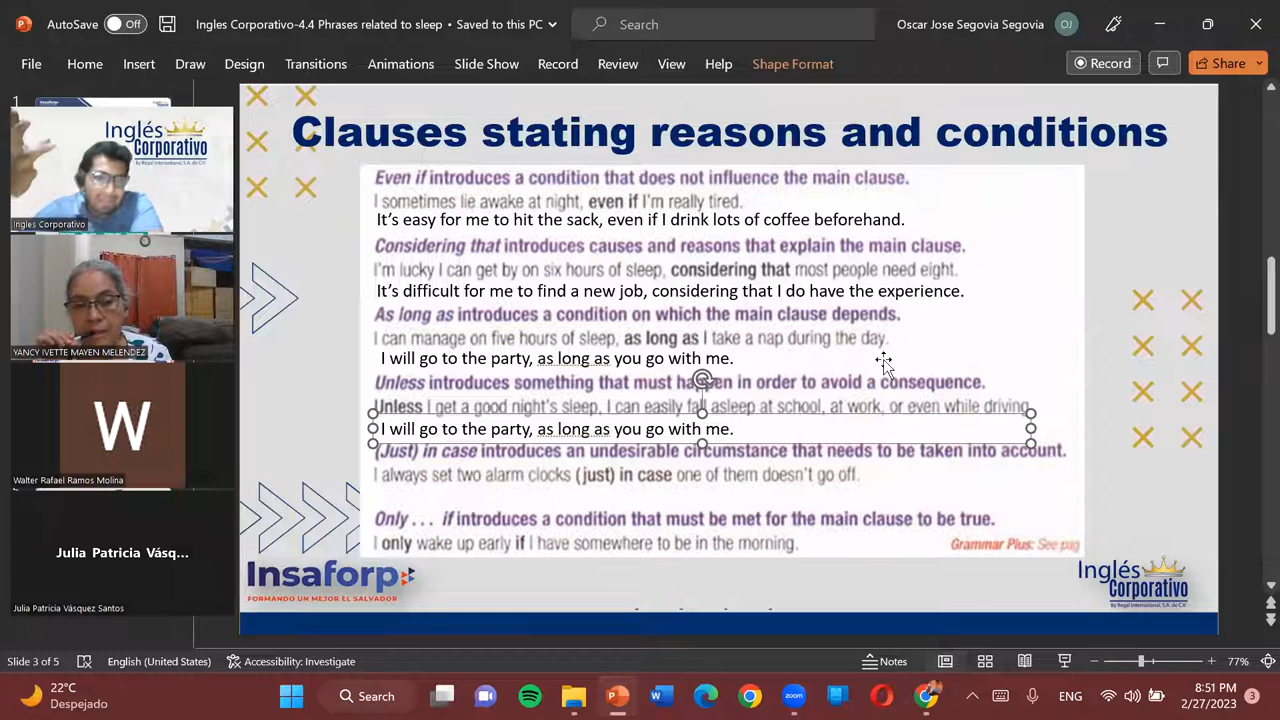 AutoSave Off Ingles Corporativo-4.4 Phrases related to sleep • Saved to this PC Search Oscar Jose Segovia Segovia OJ
File Home Insert Draw Design Transitions Animations Slide Show Record Review View Help Shape Format Record Share
1
Inglés
Corporativo
By Regal International, S.A. de C.V.
Ingles Corporativo
YANCY IVETTE MAYEN MELENDEZ
W
Walter Rafael Ramos Molina
Julia Patricia Vásq...
Julia Patricia Vásquez Santos
Clauses stating reasons and conditions
Even if introduces a condition that does not influence the main clause.
I sometimes lie awake at night, even if I'm really tired.
It's easy for me to hit the sack, even if I drink lots of coffee beforehand.
Considering that introduces causes and reasons that explain the main clause.
I'm lucky I can get by on six hours of sleep, considering that most people need eight.
It's difficult for me to find a new job, considering that I do have the experience.
As long as introduces a condition on which the main clause depends.
I can manage on five hours of sleep, as long as I take a nap during the day.
I will go to the party, as long as you go with me.
Unless introduces something that must happen in order to avoid a consequence.
Unless I get a good night's sleep, I can easily fall asleep at school, at work, or even while driving
I will go to the party, as long as you go with me.
(Just) in case introduces an undesirable circumstance that needs to be taken into account.
I always set two alarm clocks (just) in case one of them doesn't go off.
Only . . . if introduces a condition that must be met for the main clause to be true.
I only wake up early if I have somewhere to be in the morning.
Grammar Plus: See pag
Insaforp
FORMANDO UN MEJOR EL SALVADOR
Inglés
Corporativo
By Regal International, S.A. de C.V.
Slide 3 of 5 English (United States) Accessibility: Investigate Notes 77%
22°C
Despejado
Search
ENG
8:51 PM
2/27/2023
3